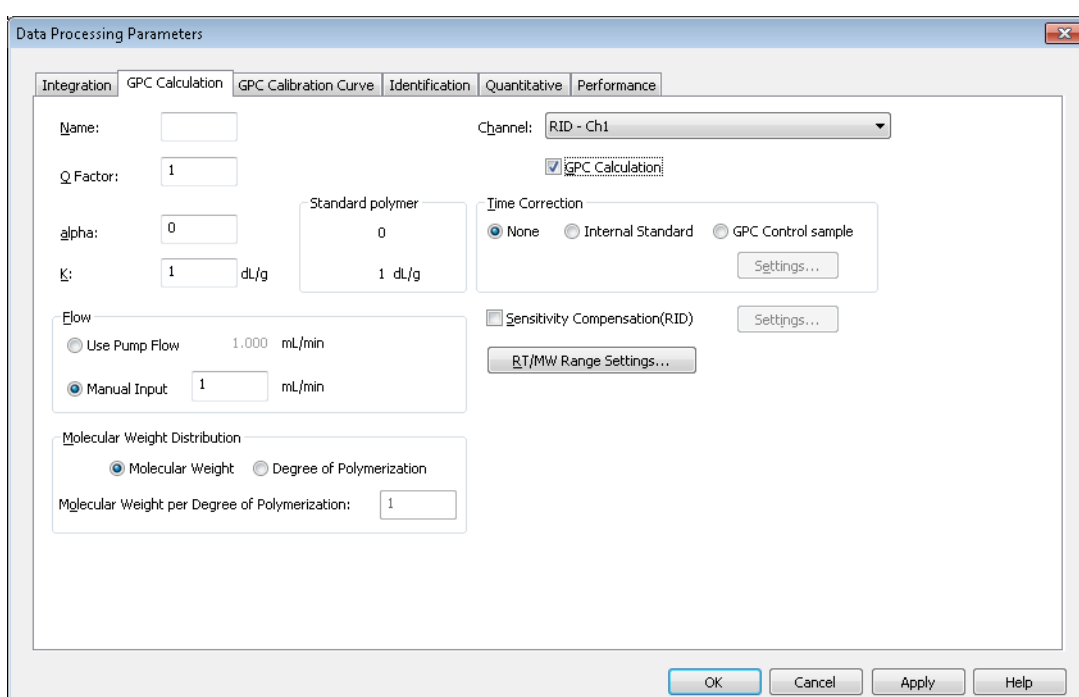 Data Processing Parameters
Integration GPC Calculation GPC Calibration Curve Identification Quantitative Performance
Name:
Channel: RID - Ch1
GPC Calculation
Q Factor: 1
alpha: 0
K: 1 dL/g
Standard polymer
0
1 dL/g
Time Correction
None Internal Standard GPC Control sample
Settings...
Flow
Use Pump Flow 1.000 mL/min
Manual Input 1 mL/min
Sensitivity Compensation(RID) Settings...
RT/MW Range Settings...
Molecular Weight Distribution
Molecular Weight Degree of Polymerization
Molecular Weight per Degree of Polymerization: 1
OK Cancel Apply Help